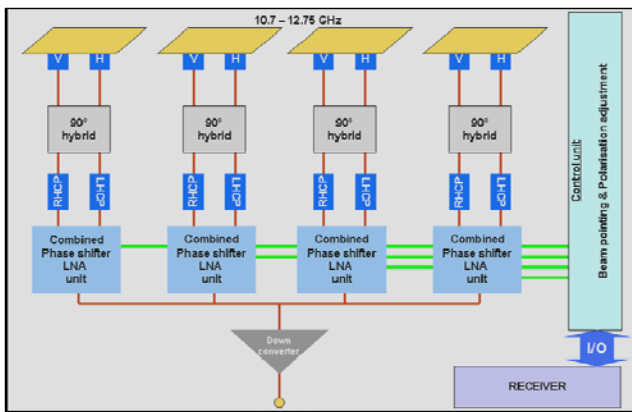 10.7 – 12.75 GHz
V H V H V H V H
90°
hybrid
90°
hybrid
90°
hybrid
90°
hybrid
RHCP LHCP RHCP LHCP RHCP LHCP RHCP LHCP
Combined
Phase shifter
LNA
unit
Combined
Phase shifter
LNA
unit
Combined
Phase shifter
LNA
unit
Combined
Phase shifter
LNA
unit
Control unit
Beam pointing & Polarisation adjustment
Down
converter
I/O
RECEIVER